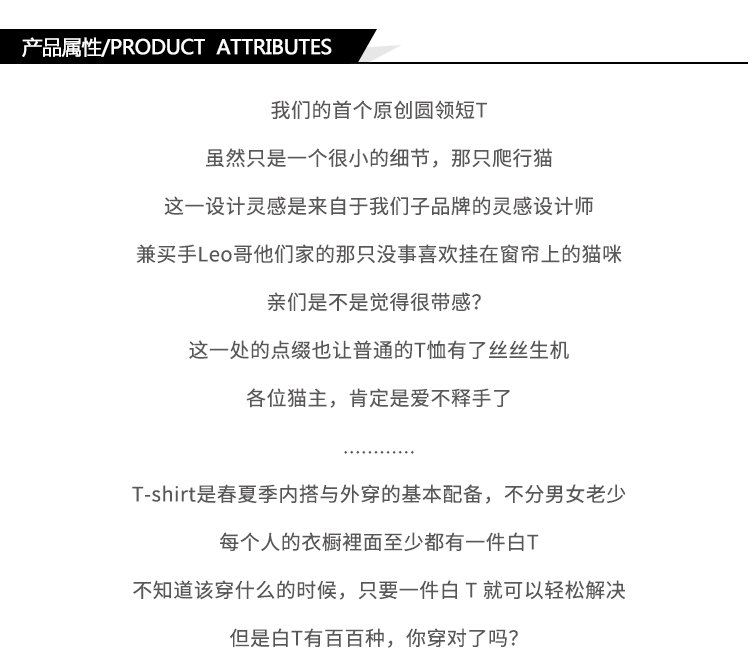 产品属性/PRODUCT ATTRIBUTES
我们的首个原创圆领短T
虽然只是一个很小的细节，那只爬行猫
这一设计灵感是来自于我们子品牌的灵感设计师
兼买手Leo哥他们家的那只没事喜欢挂在窗帘上的猫咪
亲们是不是觉得很带感?
这一处的点缀也让普通的T恤有了丝丝生机
各位猫主，肯定是爱不释手了
............
T-shirt是春夏季内搭与外穿的基本配备，不分男女老少
每个人的衣橱裡面至少都有一件白T
不知道该穿什么的时候，只要一件白 T 就可以轻松解决
但是白T有百百种，你穿对了吗?